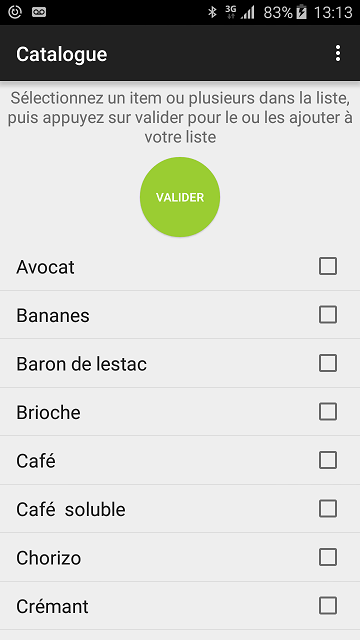 3G 83% 13:13
Catalogue
Sélectionnez un item ou plusieurs dans la liste,
puis appuyez sur valider pour le ou les ajouter à
votre liste
VALIDER
Avocat
Bananes
Baron de lestac
Brioche
Café
Café  soluble
Chorizo
Crémant